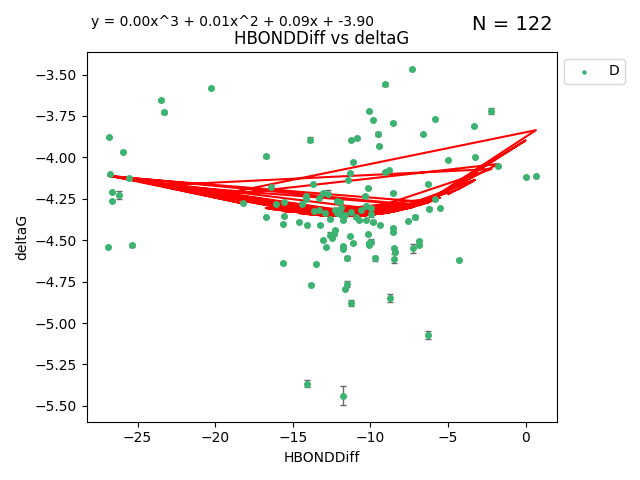 y = 0.00x^3 + 0.01x^2 + 0.09x + -3.90
N = 122
HBONDDiff vs deltaG
D
−3.50
−3.75
−4.00
−4.25
−4.50
−4.75
−5.00
−5.25
−5.50
deltaG
−25 −20 −15 −10 −5 0
HBONDDiff